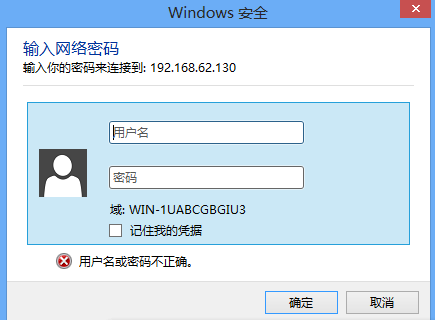 Windows 安全
输入网络密码
输入你的密码来连接到: 192.168.62.130
用户名
密码
域: WIN-1UABCGBGIU3
记住我的凭据
用户名或密码不正确。
确定
取消